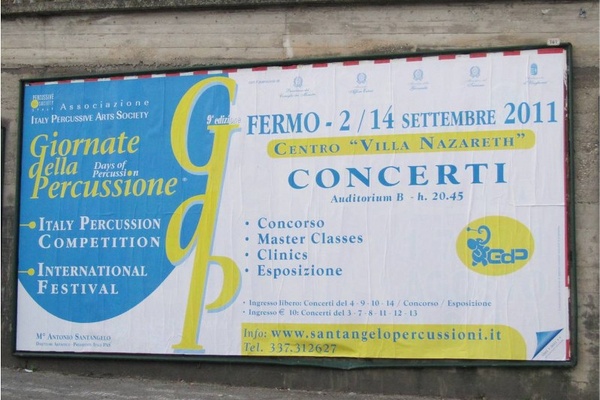 PERCUSSIVE
SOCIETY
Associazione
ITALY PERCUSSIVE ARTS SOCIETY
Giornate
della
Days of
Percussion
Percussione
ITALY PERCUSSION
COMPETITION
INTERNATIONAL
FESTIVAL
M° ANTONIO SANTANGELO
GdP
9ª edizione
FERMO - 2 / 14 SETTEMBRE 2011
CENTRO "VILLA NAZARETH"
CONCERTI
Auditorium B - h. 20.45
• Concorso
• Master Classes
• Clinics
• Esposizione
GdP
• Ingresso libero: Concerti del 4 - 9 - 10 - 14 / Concorso / Esposizione
• Ingresso € 10: Concerti del 3 - 7 - 8 - 11 - 12 - 13
Info: www.santangelopercussioni.it
Tel. 337.312627